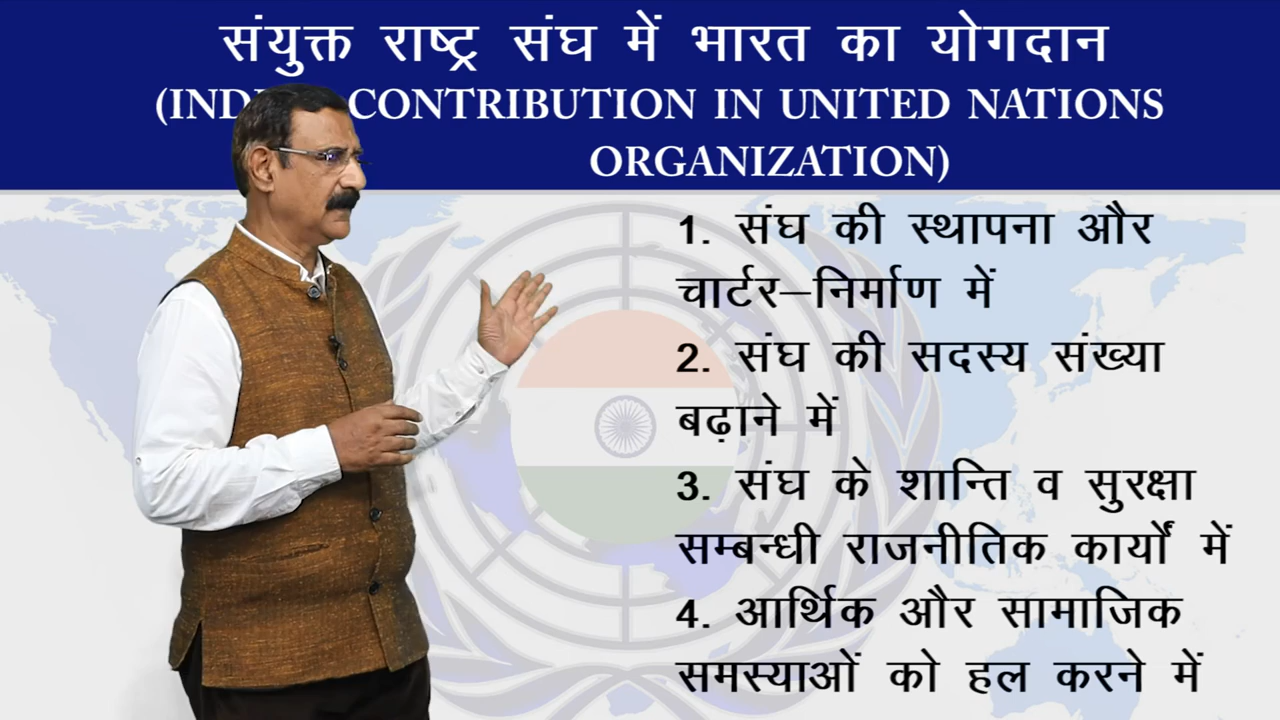 संयुक्त राष्ट्र संघ में भारत का योगदान
CONTRIBUTION IN UNITED NATIONS
ORGANIZATION)
1. संघ की स्थापना और
चार्टर–निर्माण में
2. संघ की सदस्य संख्या
बढ़ाने में
3. संघ के शान्ति व सुरक्षा
सम्बन्धी राजनीतिक कार्यों में
4. आर्थिक और सामाजिक
समस्याओं को हल करने में